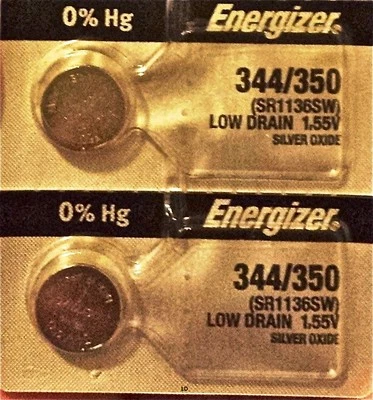 0% Hg Energizer.
344/350
(SR1136SW)
LOW DRAIN 1.55V
SILVER OXIDE
0% Hg Energizer.
344/350
(SR1136SW)
LOW DRAIN 1.55V
SILVER OXIDE
10